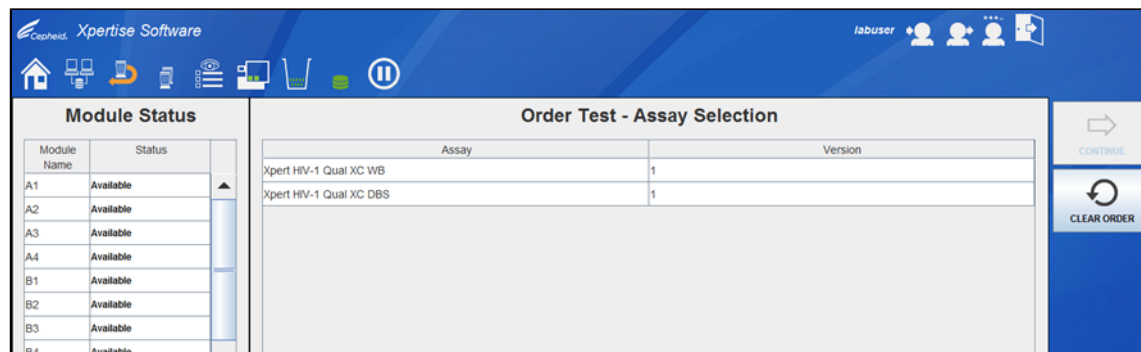 Cepheid. Xpertise Software
labuser
Module Status
Order Test - Assay Selection
Module Name Status
Assay Version
A1 Available
A2 Available
A3 Available
A4 Available
B1 Available
B2 Available
B3 Available
B4 Available
Xpert HIV-1 Qual XC WB 1
Xpert HIV-1 Qual XC DBS 1
CONTINUE
CLEAR ORDER